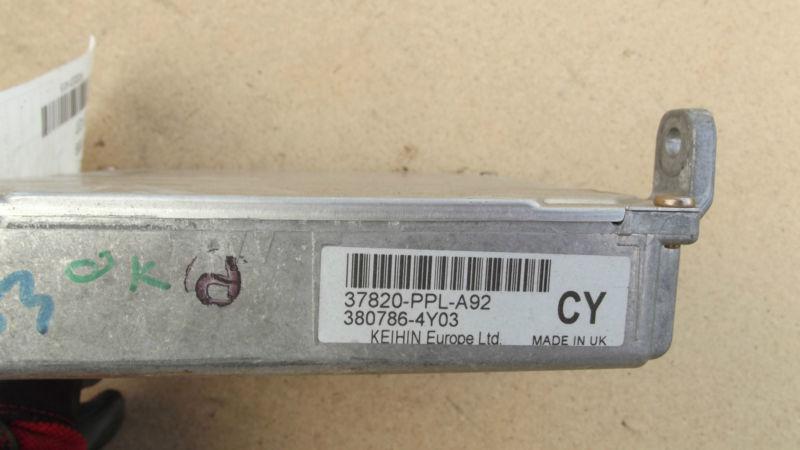 37820-PPL-A92
380786-4Y03
CY
KEIHIN Europe Ltd.
MADE IN UK
OK